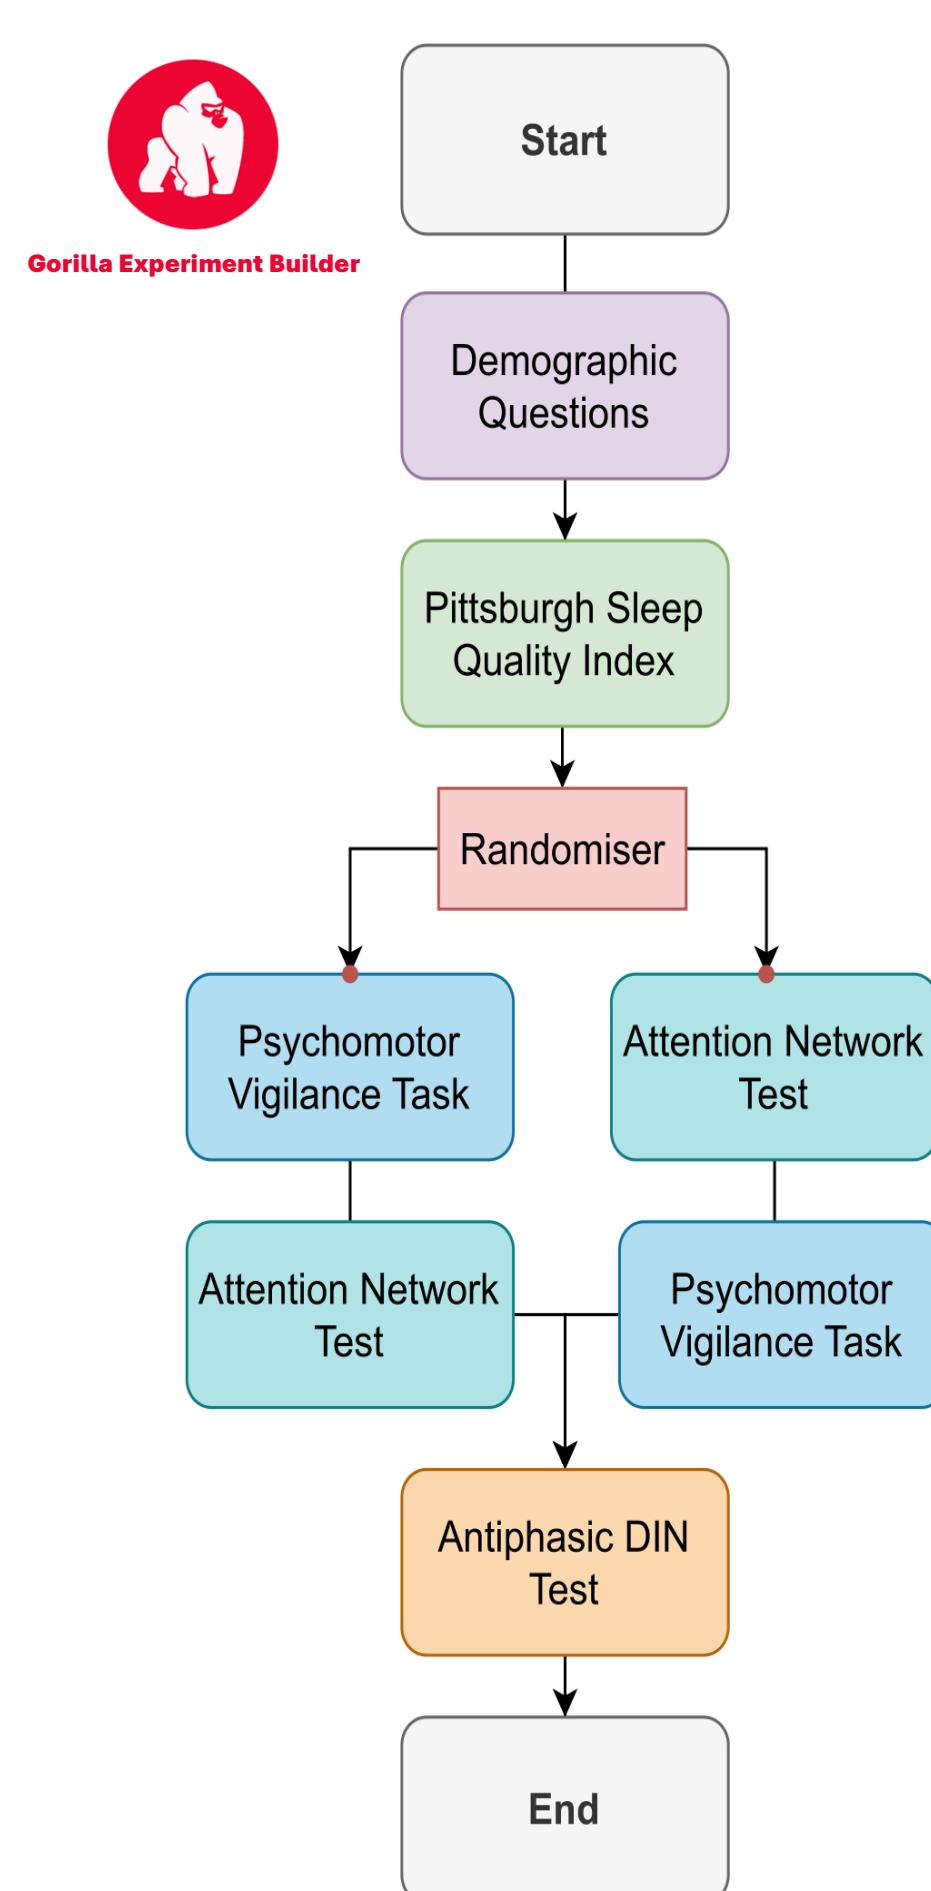 Start
Gorilla Experiment Builder
Demographic
Questions
Pittsburgh Sleep
Quality Index
Randomiser
Psychomotor
Vigilance Task
Attention Network
Test
Attention Network
Test
Psychomotor
Vigilance Task
Antiphasic DIN
Test
End